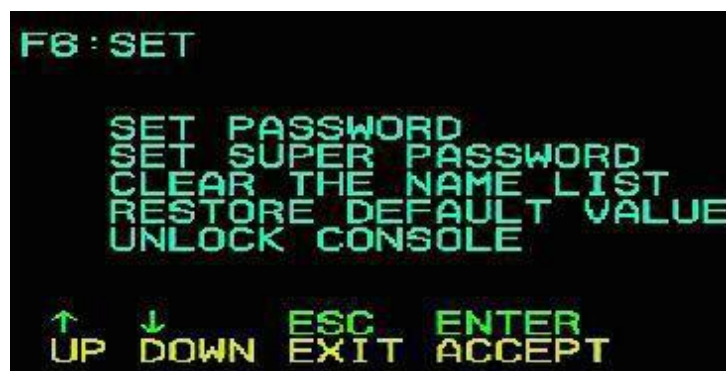 F6:SET
SET PASSWORD
SET SUPER PASSWORD
CLEAR THE NAME LIST
RESTORE DEFAULT VALUE
UNLOCK CONSOLE
↑ ↓ ESC ENTER
UP DOWN EXIT ACCEPT